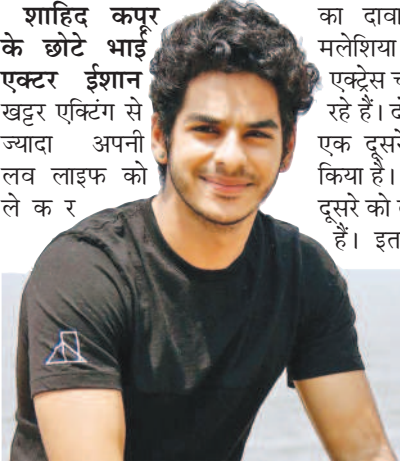 शाहिद कपूर
के छोटे भाई
एक्टर ईशान
खट्टर एक्टिंग से
ज्यादा अपनी
लव लाइफ को
ले क र
का दावा
मलेशिया
एक्ट्रेस
रहे हैं।
एक दूसरे
किया है।
दूसरे को
हैं। इत